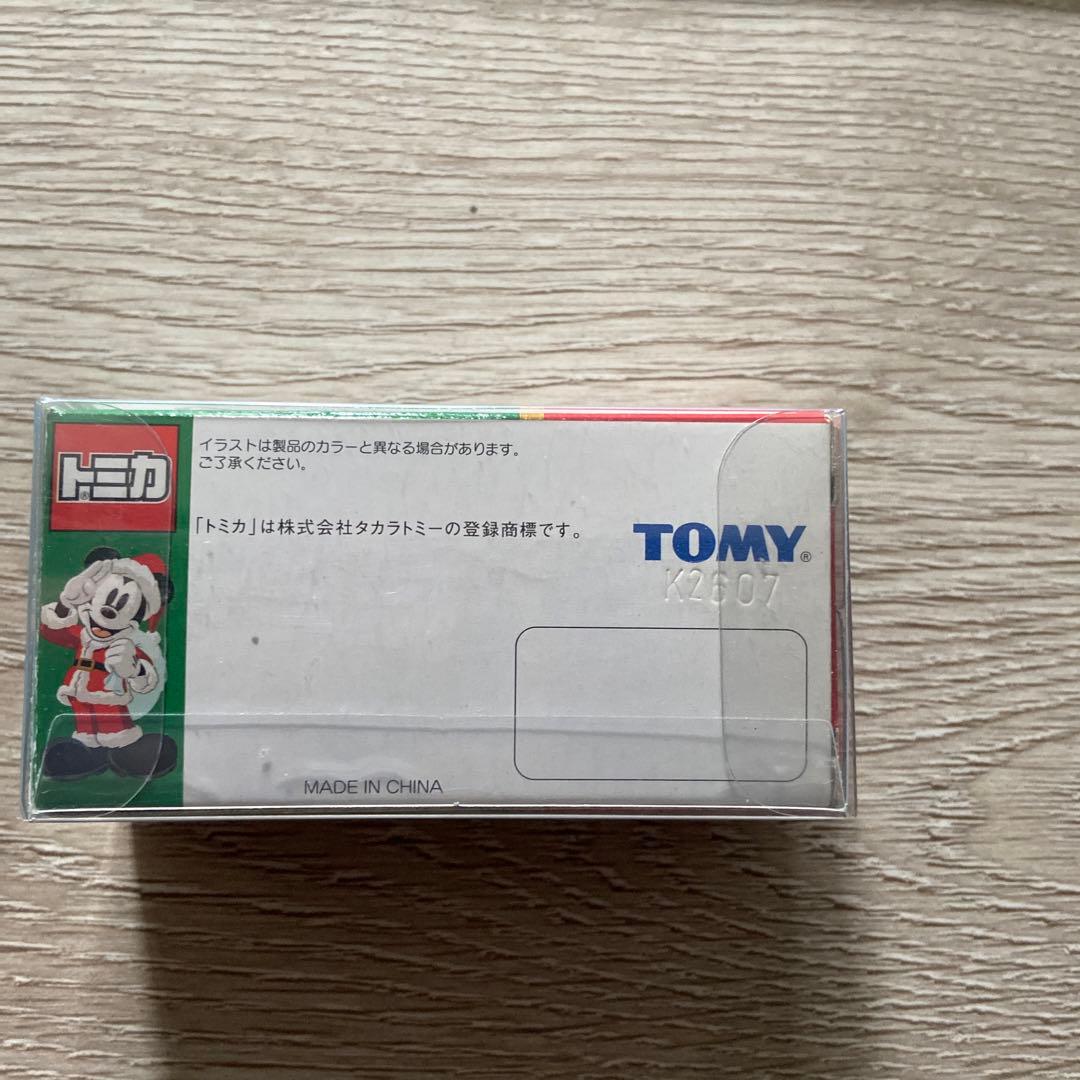 トミカ®
イラストは製品のカラーと異なる場合があります。
ご了承ください。
「トミカ」は株式会社タカラトミーの登録商標です。
TOMY®
K2607
MADE IN CHINA